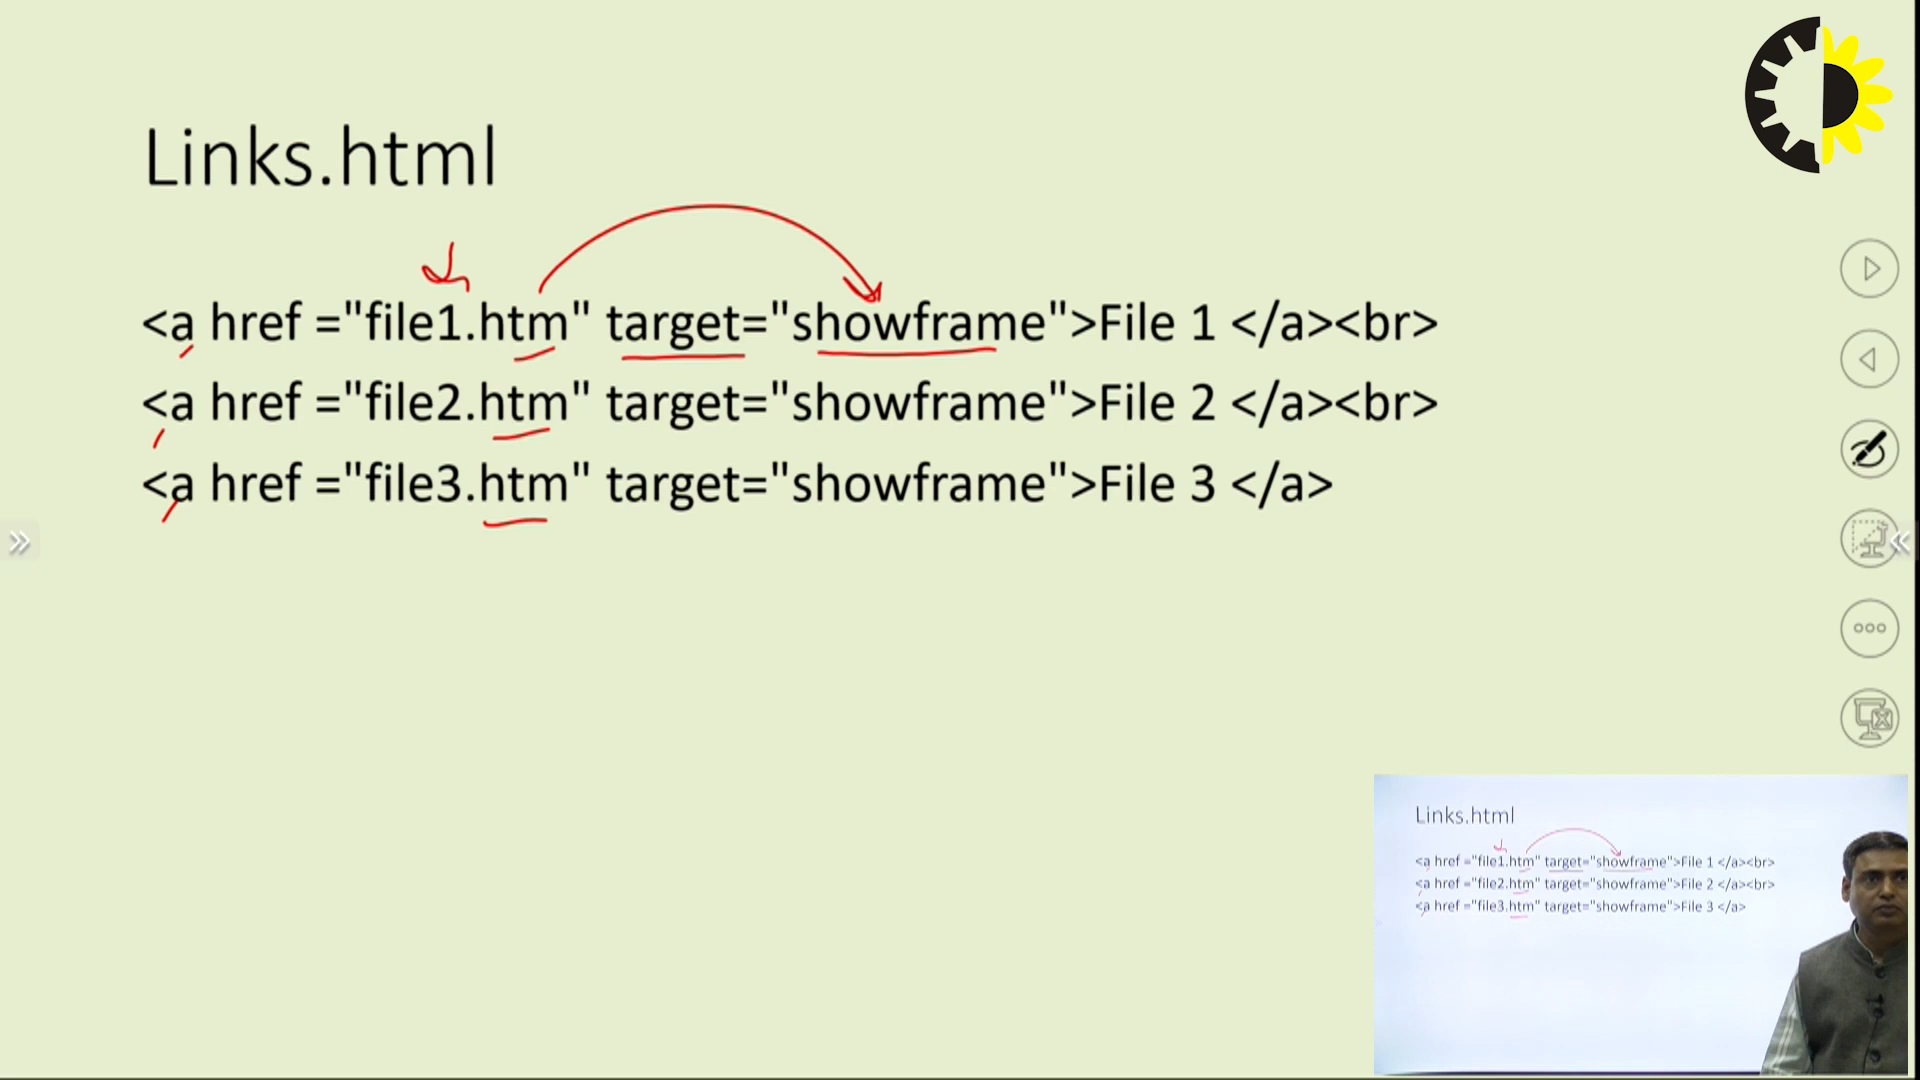 Links.html
<a href ="file1.htm" target="showframe">File 1 </a><br>
<a href ="file2.htm" target="showframe">File 2 </a><br>
<a href ="file3.htm" target="showframe">File 3 </a>
Links.html
<a href ="file1.htm" target="showframe">File 1 </a><br>
<a href ="file2.htm" target="showframe">File 2 </a><br>
<a href ="file3.htm" target="showframe">File 3 </a>